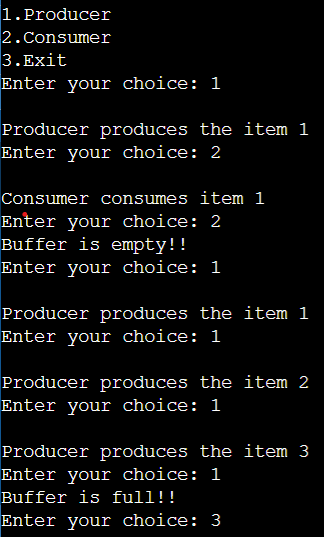 1.Producer
2.Consumer
3.Exit
Enter your choice: 1
Producer produces the item 1
Enter your choice: 2
Consumer consumes item 1
Enter your choice: 2
Buffer is empty!!
Enter your choice: 1
Producer produces the item 1
Enter your choice: 1
Producer produces the item 2
Enter your choice: 1
Producer produces the item 3
Enter your choice: 1
Buffer is full!!
Enter your choice: 3